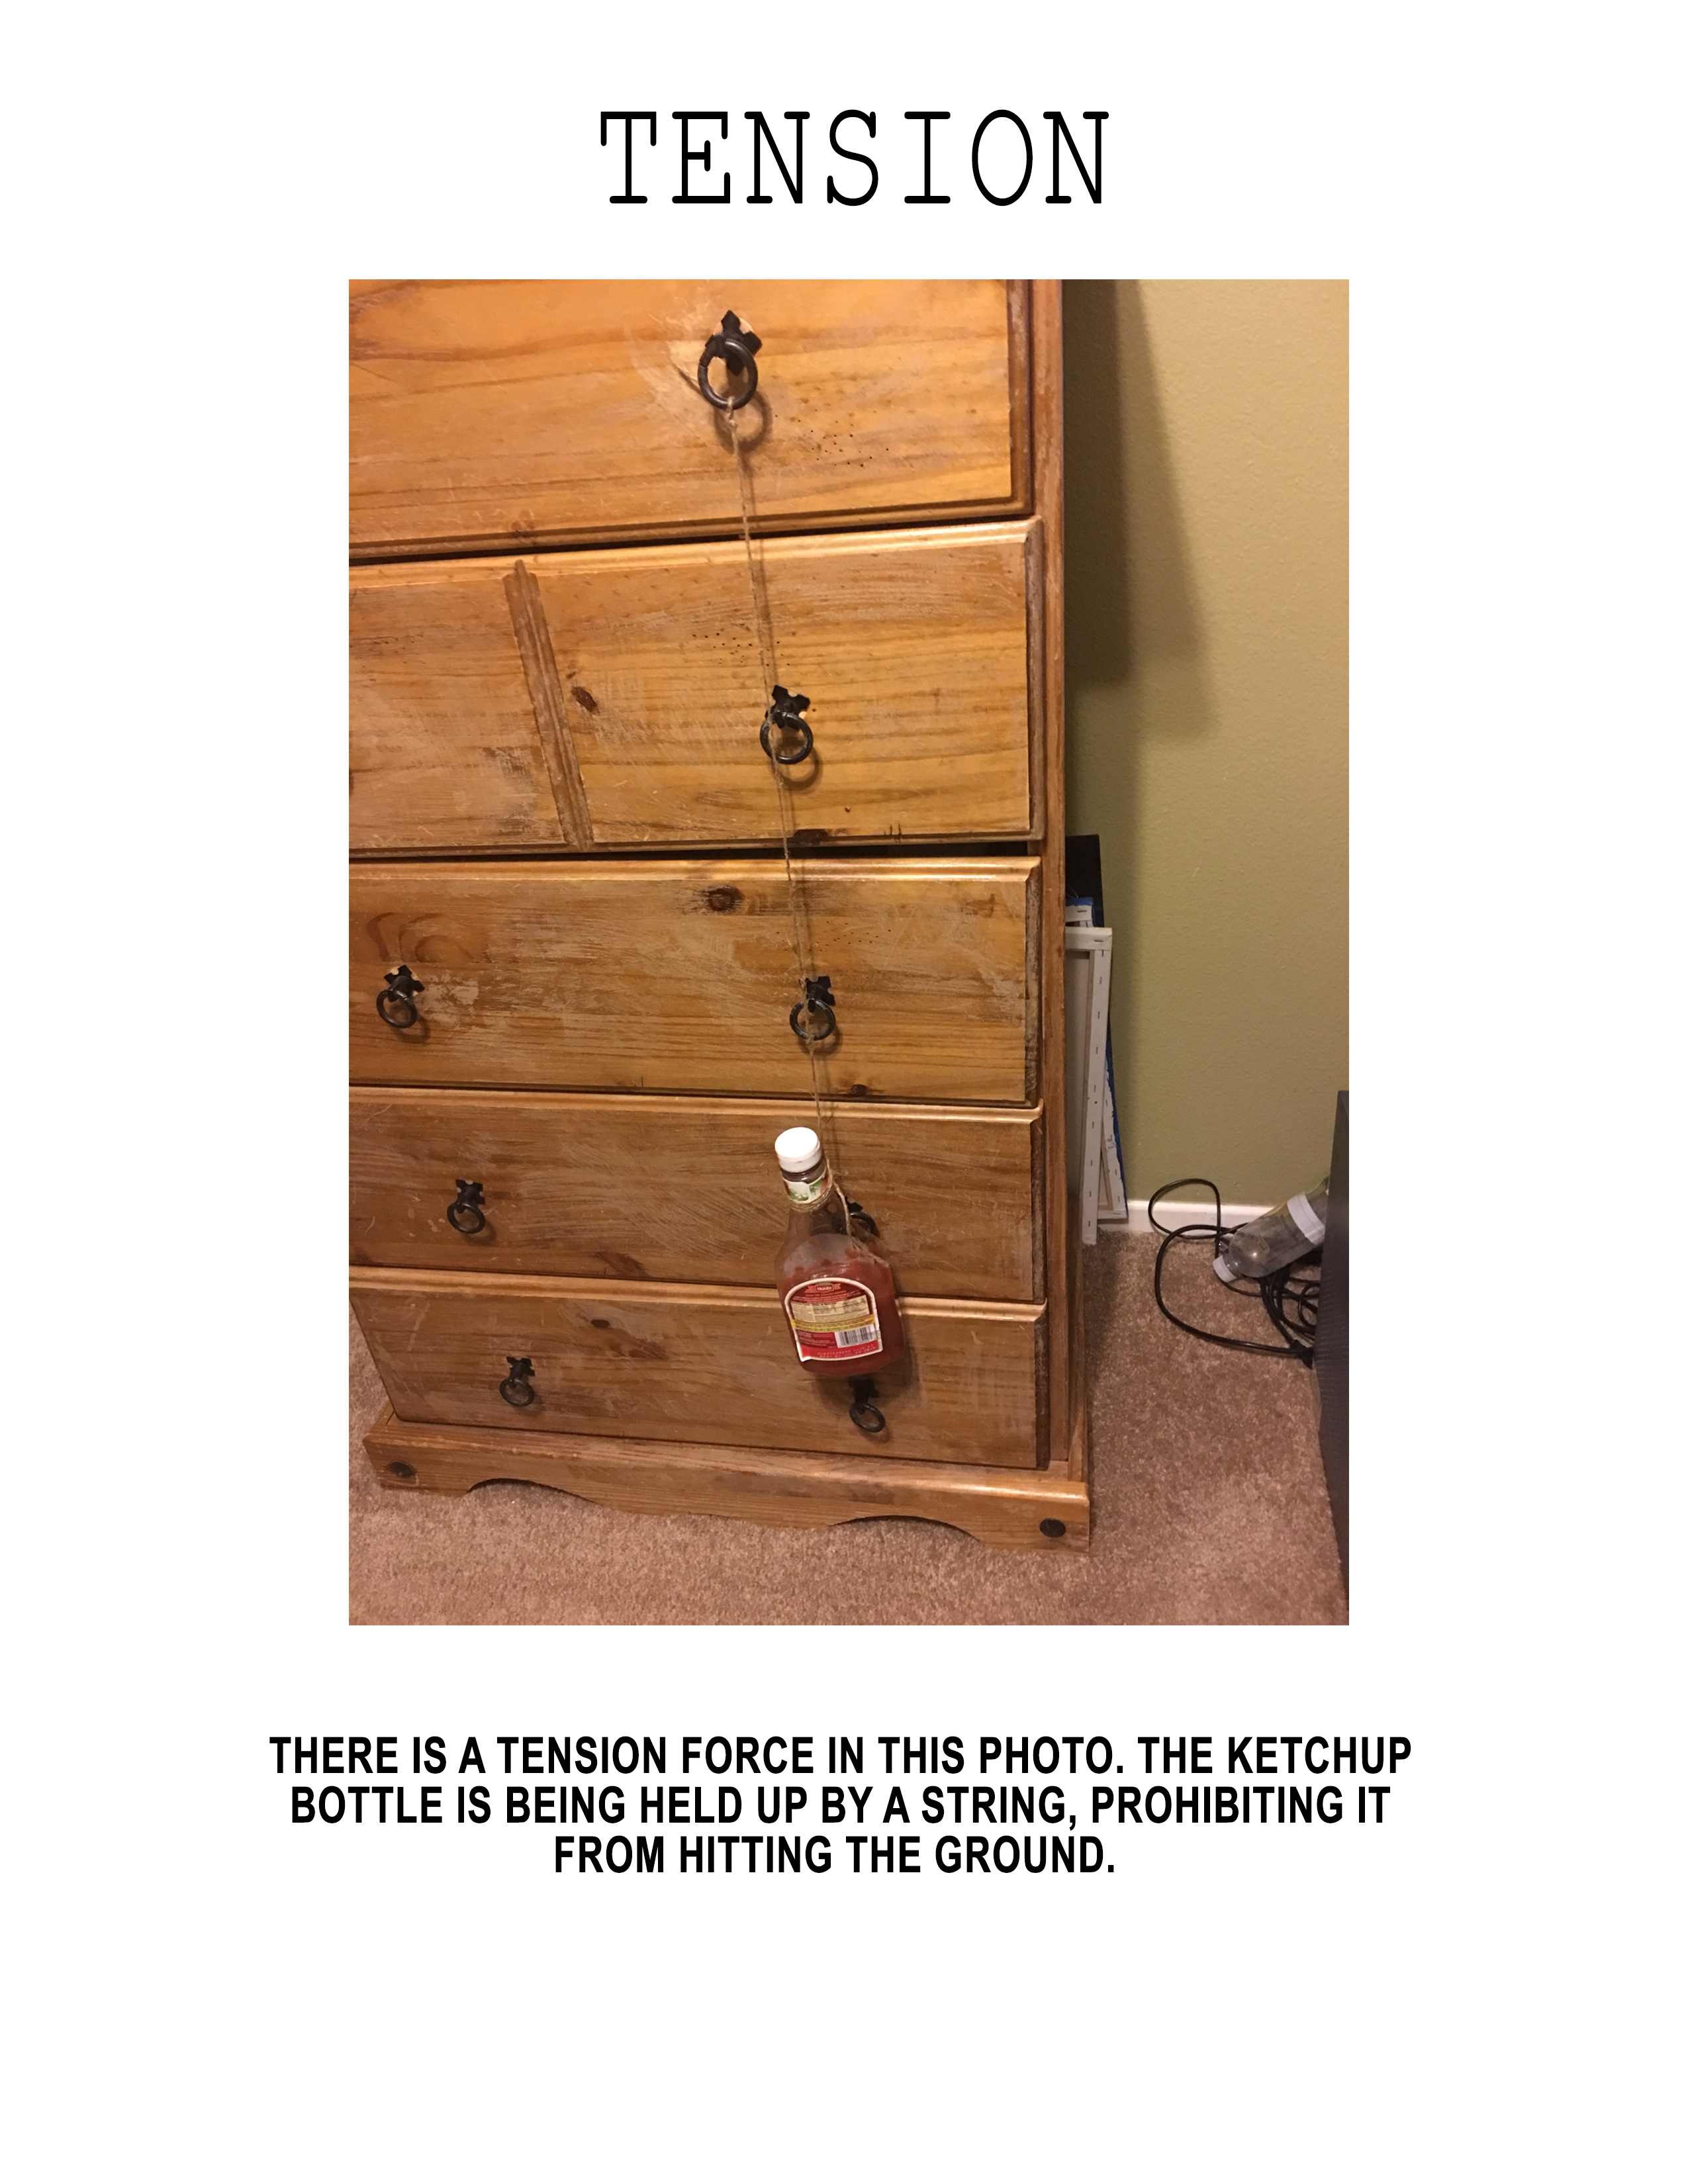 TENSION
THERE IS A TENSION FORCE IN THIS PHOTO. THE KETCHUP
BOTTLE IS BEING HELD UP BY A STRING, PROHIBITING IT
FROM HITTING THE GROUND.